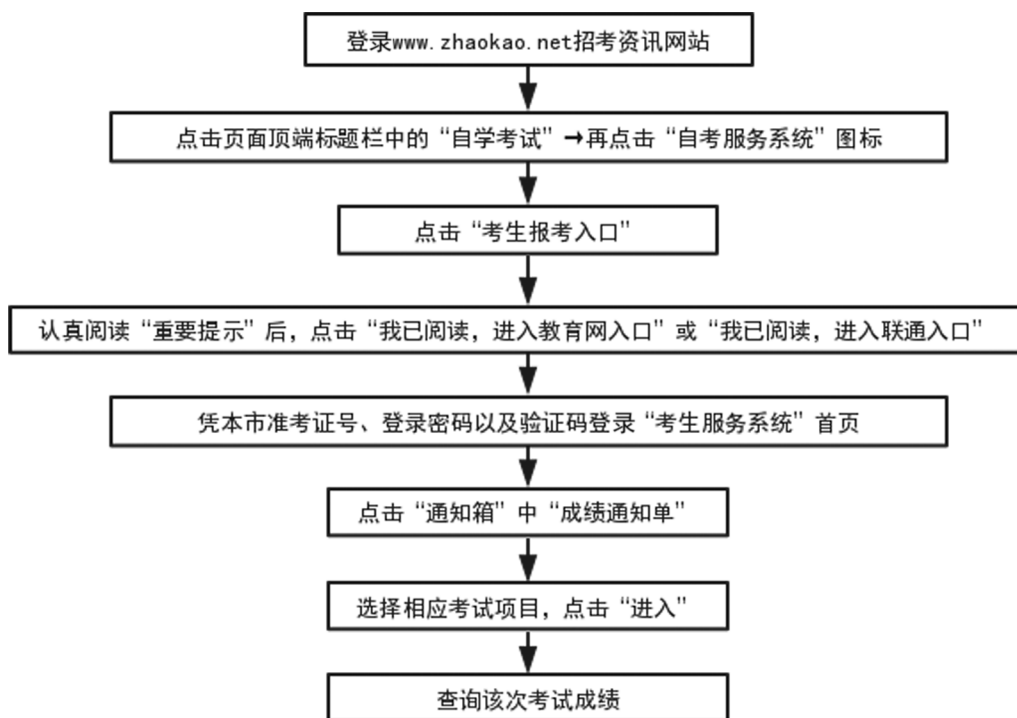 登录www.zhaokao.net招考资讯网站
点击页面顶端标题栏中的“自学考试”→再点击“自考服务系统”图标
点击“考生报考入口”
认真阅读“重要提示”后，点击“我已阅读，进入教育网入口”或“我已阅读，进入联通入口”
凭本市准考证号、登录密码以及验证码登录“考生服务系统”首页
点击“通知箱”中“成绩通知单”
选择相应考试项目，点击“进入”
查询该次考试成绩